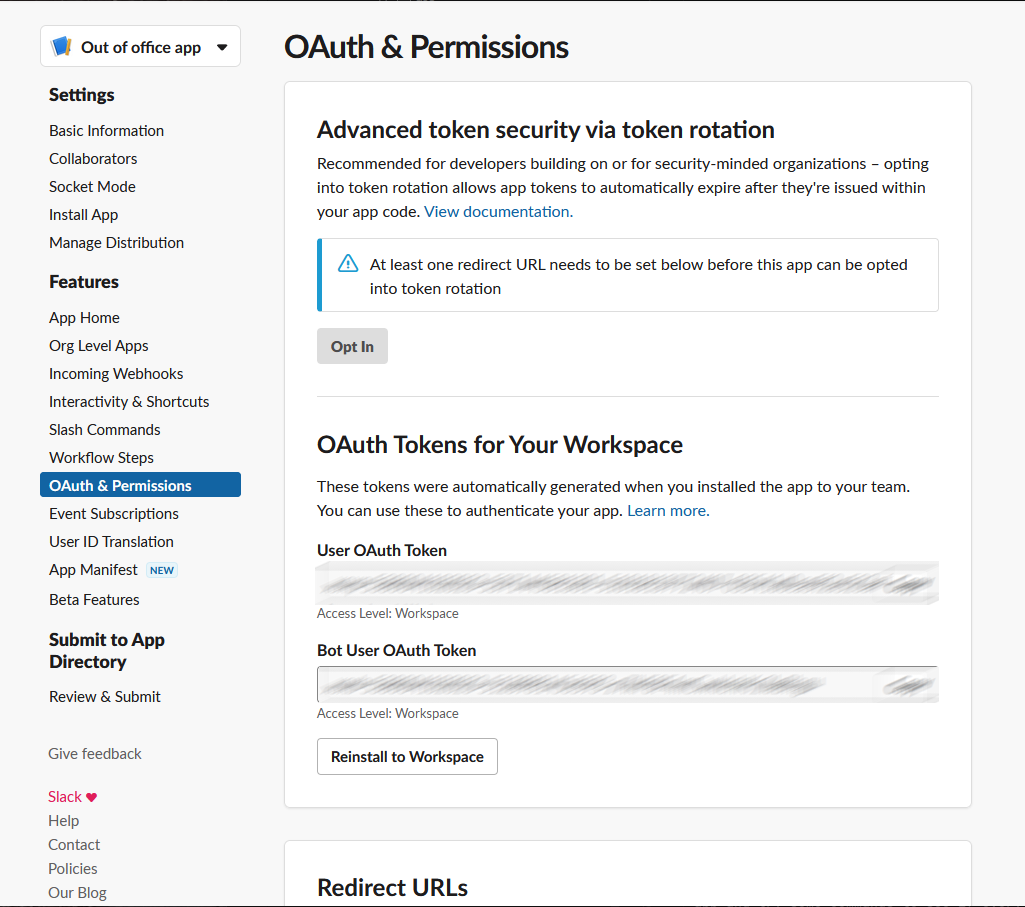 Out of office app
Settings
Basic Information
Collaborators
Socket Mode
Install App
Manage Distribution
Features
App Home
Org Level Apps
Incoming Webhooks
Interactivity & Shortcuts
Slash Commands
Workflow Steps
OAuth & Permissions
Event Subscriptions
User ID Translation
App Manifest NEW
Beta Features
Submit to App
Directory
Review & Submit
Give feedback
Slack ♥
Help
Contact
Policies
Our Blog
OAuth & Permissions
Advanced token security via token rotation
Recommended for developers building on or for security-minded organizations – opting
into token rotation allows app tokens to automatically expire after they're issued within
your app code. View documentation.
At least one redirect URL needs to be set below before this app can be opted
into token rotation
Opt In
OAuth Tokens for Your Workspace
These tokens were automatically generated when you installed the app to your team.
You can use these to authenticate your app. Learn more.
User OAuth Token
Access Level: Workspace
Bot User OAuth Token
Access Level: Workspace
Reinstall to Workspace
Redirect URLs